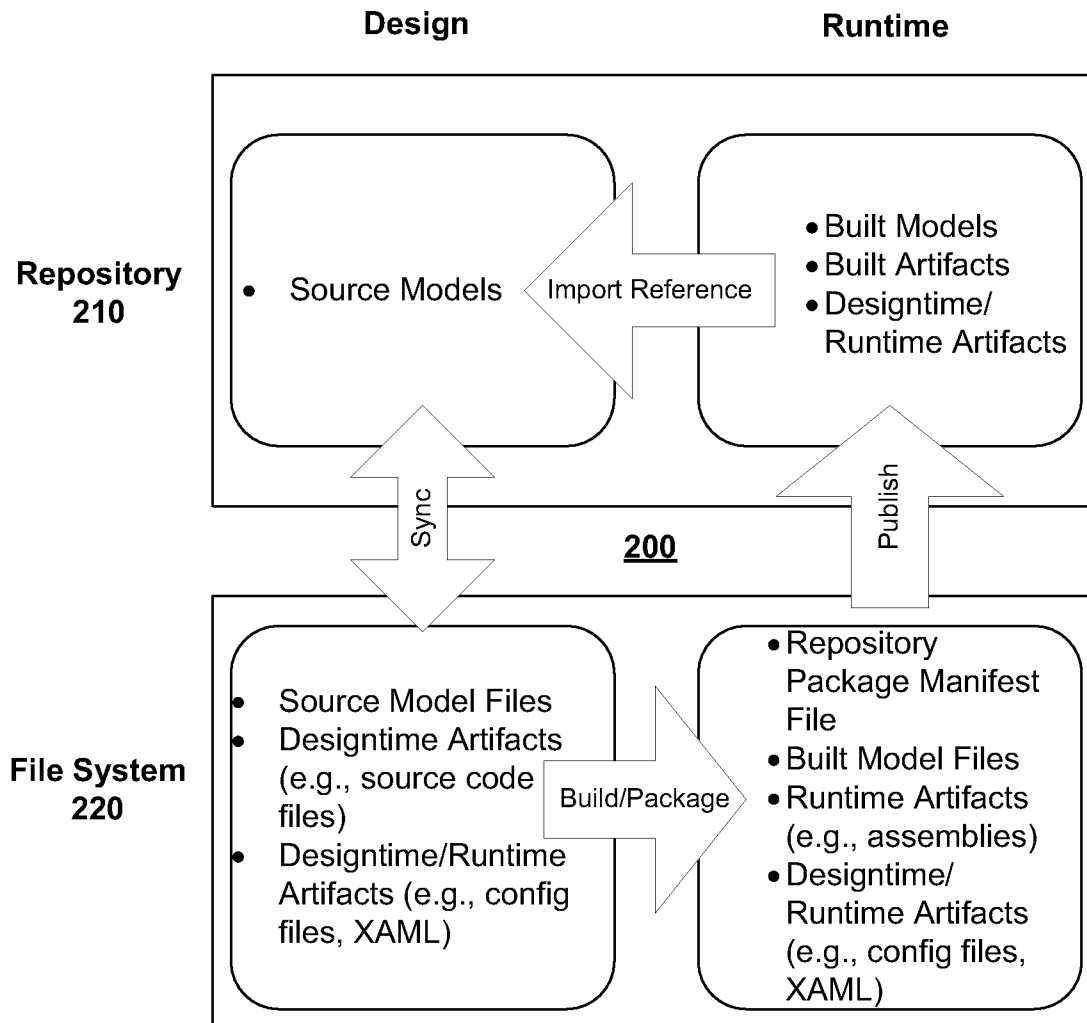 Design
Runtime
Repository
210
• Source Models
Import Reference
• Built Models
• Built Artifacts
• Designtime/
Runtime Artifacts
Sync
200
Publish
File System
220
• Source Model Files
• Designtime Artifacts
(e.g., source code
files)
• Designtime/Runtime
Artifacts (e.g., config
files, XAML)
Build/Package
• Repository
Package Manifest
File
• Built Model Files
• Runtime Artifacts
(e.g., assemblies)
• Designtime/
Runtime Artifacts
(e.g., config files,
XAML)